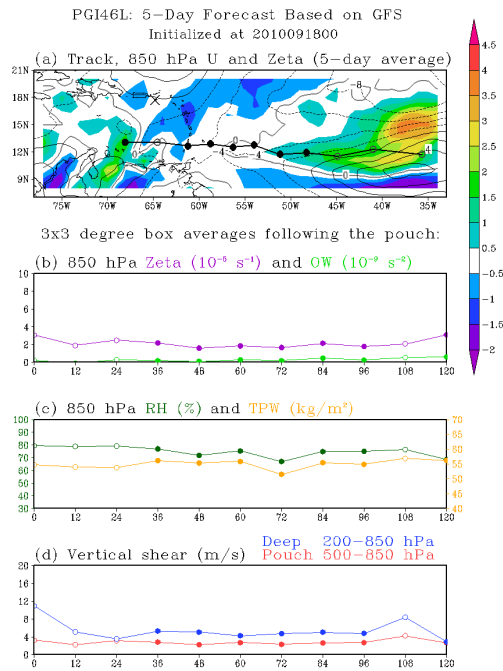 PGI46L: 5-Day Forecast Based on GFS
Initialized at 2010091800
(a) Track, 850 hPa U and Zeta (5-day average)
21N
18N
15N
12N
9N
75W 70W 65W 60W 55W 50W 45W 40W 35W
-8
0
-4
-4
0
0
4
4.5
4
3.5
3
2.5
2
1.5
1
0.5
-0.5
-1
-1.5
-2
3x3 degree box averages following the pouch:
(b) 850 hPa Zeta (10⁻⁵ s⁻¹) and OW (10⁻⁹ s⁻²)
10
8
6
4
2
0
0 12 24 36 48 60 72 84 96 108 120
(c) 850 hPa RH (%) and TPW (kg/m²)
100
90
80
70
60
50
40
30
70
65
60
55
50
45
40
0 12 24 36 48 60 72 84 96 108 120
(d) Vertical shear (m/s)
Deep 200-850 hPa
Pouch 500-850 hPa
20
16
12
8
4
0
0 12 24 36 48 60 72 84 96 108 120